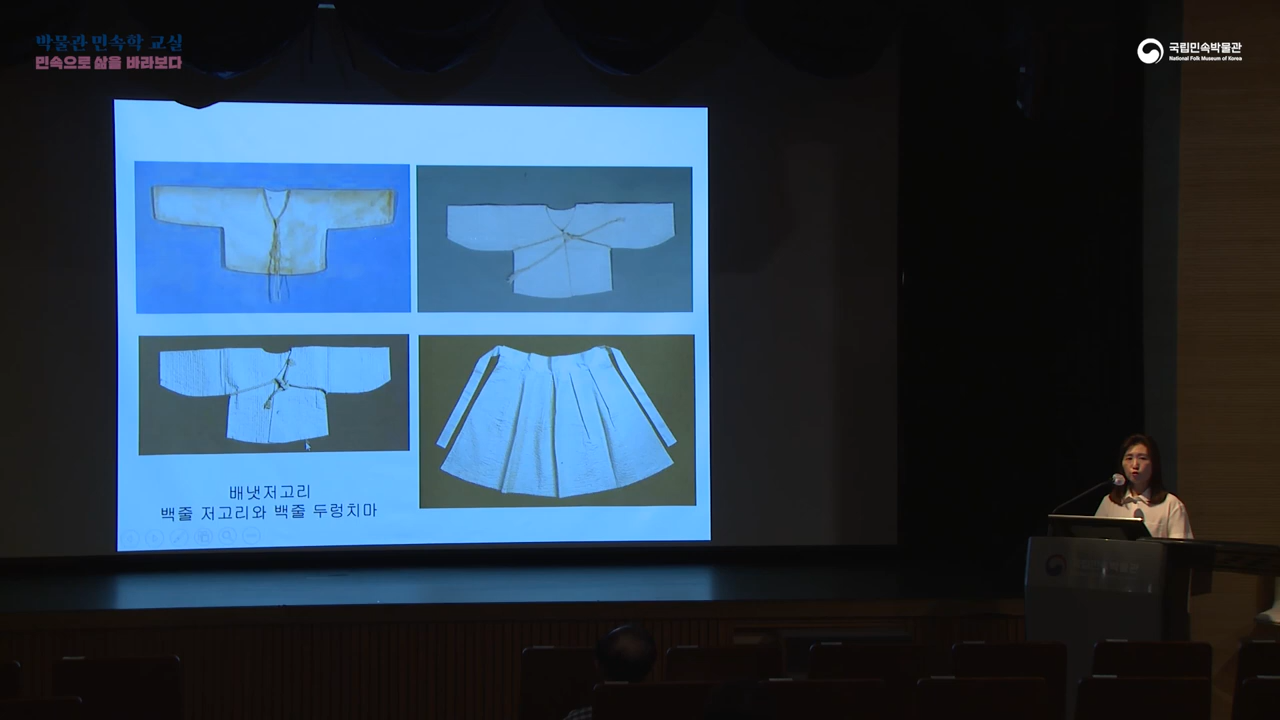 박물관 민속학 교실
민속으로 삶을 바라보다
국립민속박물관
National Folk Museum of Korea
배냇저고리
백줄 저고리와 백줄 두렁치마